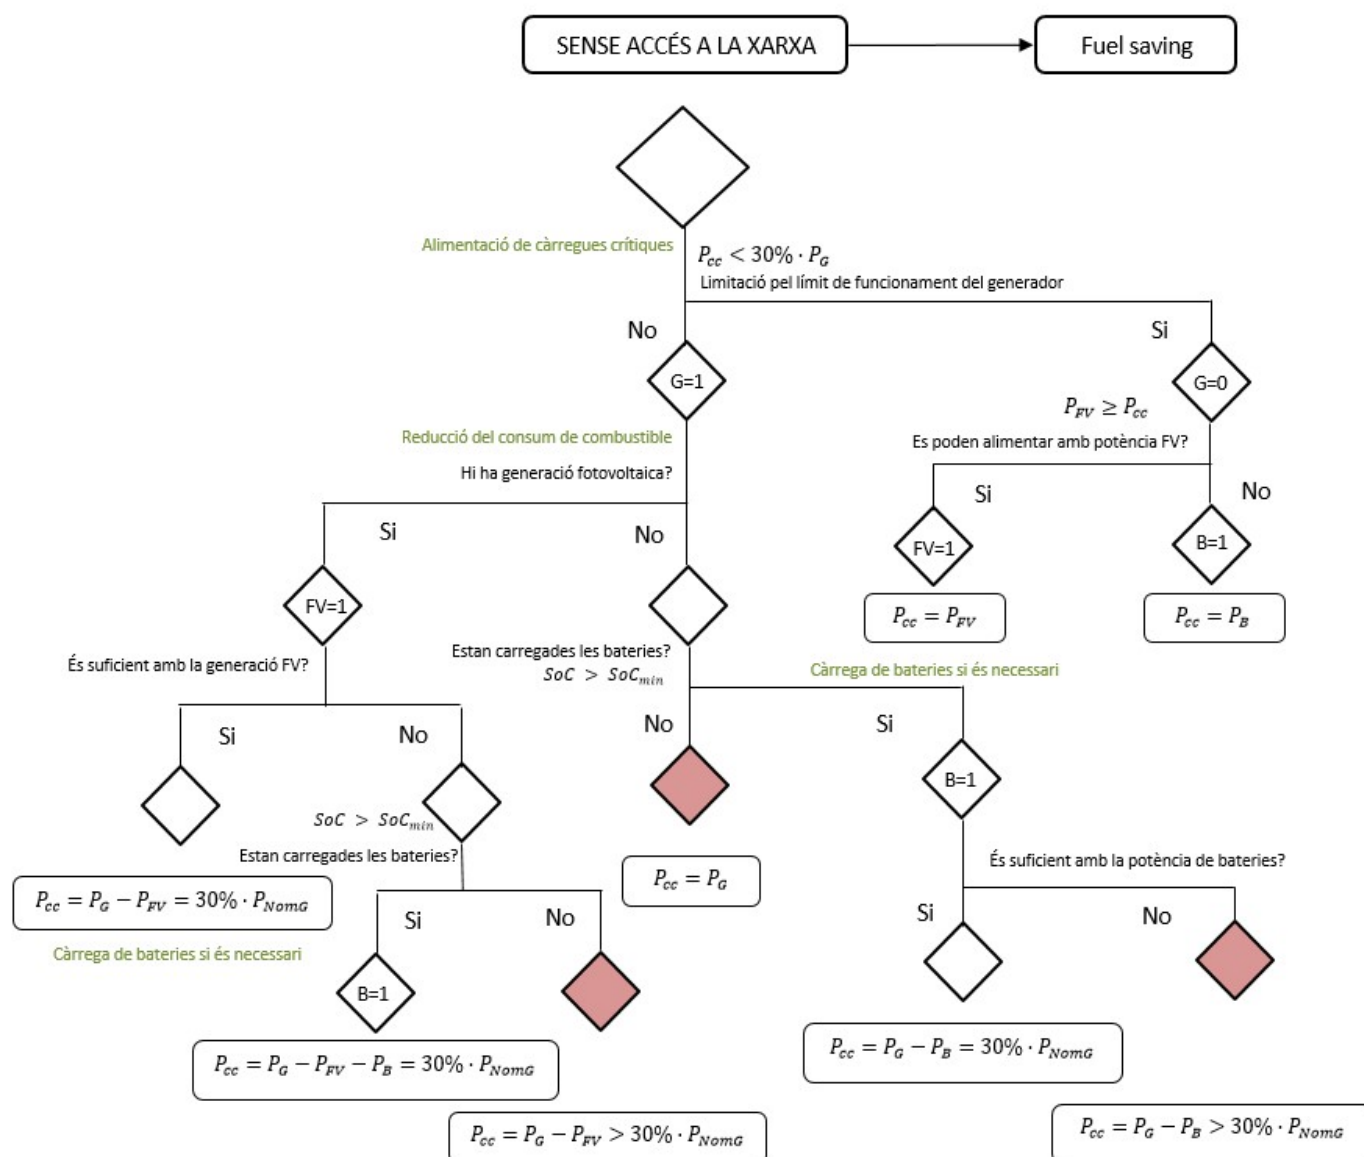 SENSE ACCÉS A LA XARXA
Fuel saving
Alimentació de càrregues crítiques
P_cc < 30% · P_G
Limitació pel límit de funcionament del generador
No
Si
G=1
G=0
P_FV ≥ P_cc
Reducció del consum de combustible
Es poden alimentar amb potència FV?
Hi ha generació fotovoltaica?
Si
No
Si
No
FV=1
B=1
FV=1
P_cc = P_FV
P_cc = P_B
És suficient amb la generació FV?
Estan carregades les bateries?
SoC > SoC_min
Càrrega de bateries si és necessari
Si
No
No
Si
B=1
SoC > SoC_min
Estan carregades les bateries?
És suficient amb la potència de bateries?
P_cc = P_G − P_FV = 30% · P_NomG
P_cc = P_G
Si
No
Si
No
Càrrega de bateries si és necessari
B=1
P_cc = P_G − P_FV − P_B = 30% · P_NomG
P_cc = P_G − P_B = 30% · P_NomG
P_cc = P_G − P_FV > 30% · P_NomG
P_cc = P_G − P_B > 30% · P_NomG